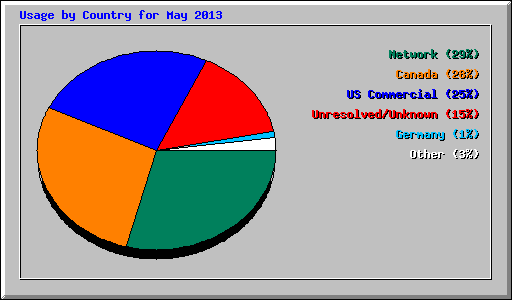 Usage by Country for May 2013
Network (29%)
Canada (28%)
US Commercial (25%)
Unresolved/Unknown (15%)
Germany (1%)
Other (3%)